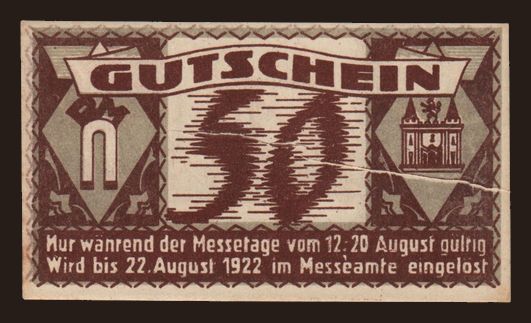 GUTSCHEIN
50
Nur während der Messetage vom 12.-20 August gültig
Wird bis 22. August 1922 im Messeamte eingelöst